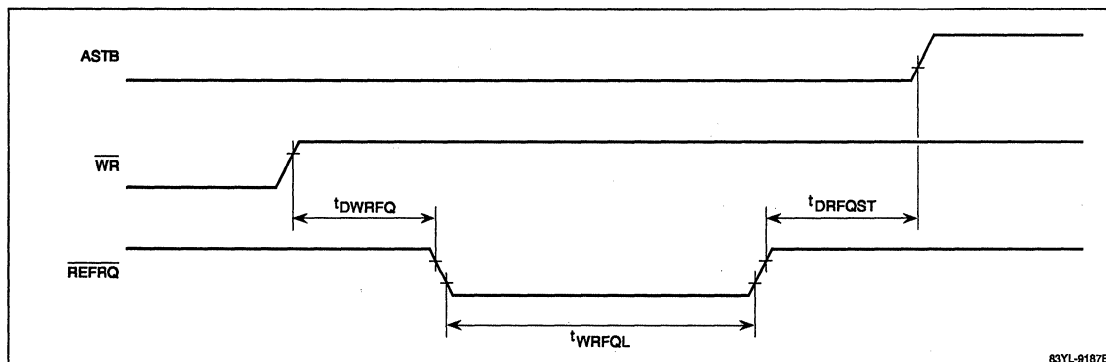 ASTB
WR
tDWRFQ
tDRFQST
REFRQ
tWRFQL
83YL-9187B